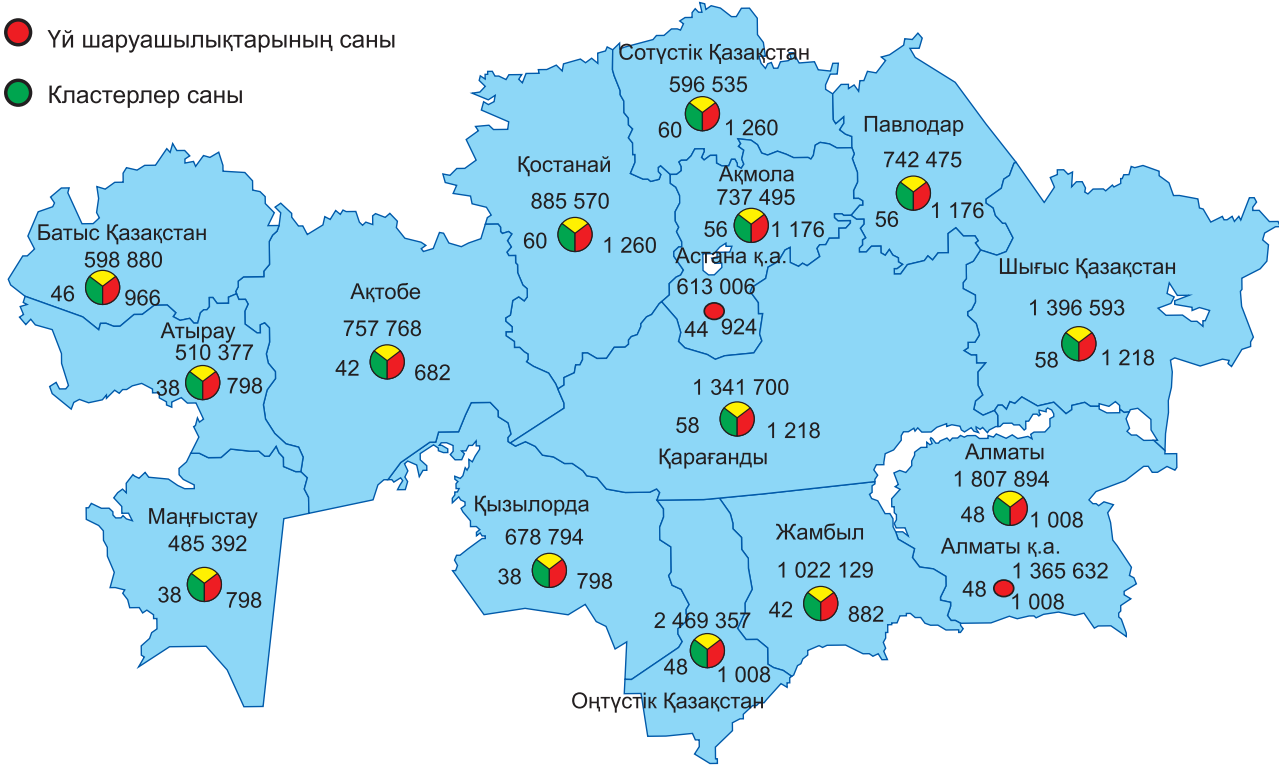 Үй шаруашылықтарының саны
Кластерлер саны
Сотүстік Қазақстан
596 535
60
1 260
Павлодар
742 475
56
1 176
Қостанай
885 570
60
1 260
Ақмола
737 495
56
1 176
Астана қ.а.
613 006
44
924
Батыс Қазақстан
598 880
46
966
Атырау
510 377
38
798
Ақтобе
757 768
42
682
Шығыс Қазақстан
1 396 593
58
1 218
1 341 700
58
1 218
Қарағанды
Алматы
1 807 894
48
1 008
Алматы қ.а.
1 365 632
48
1 008
Маңғыстау
485 392
38
798
Қызылорда
678 794
38
798
Жамбыл
1 022 129
42
882
2 469 357
48
1 008
Оңтүстік Қазақстан